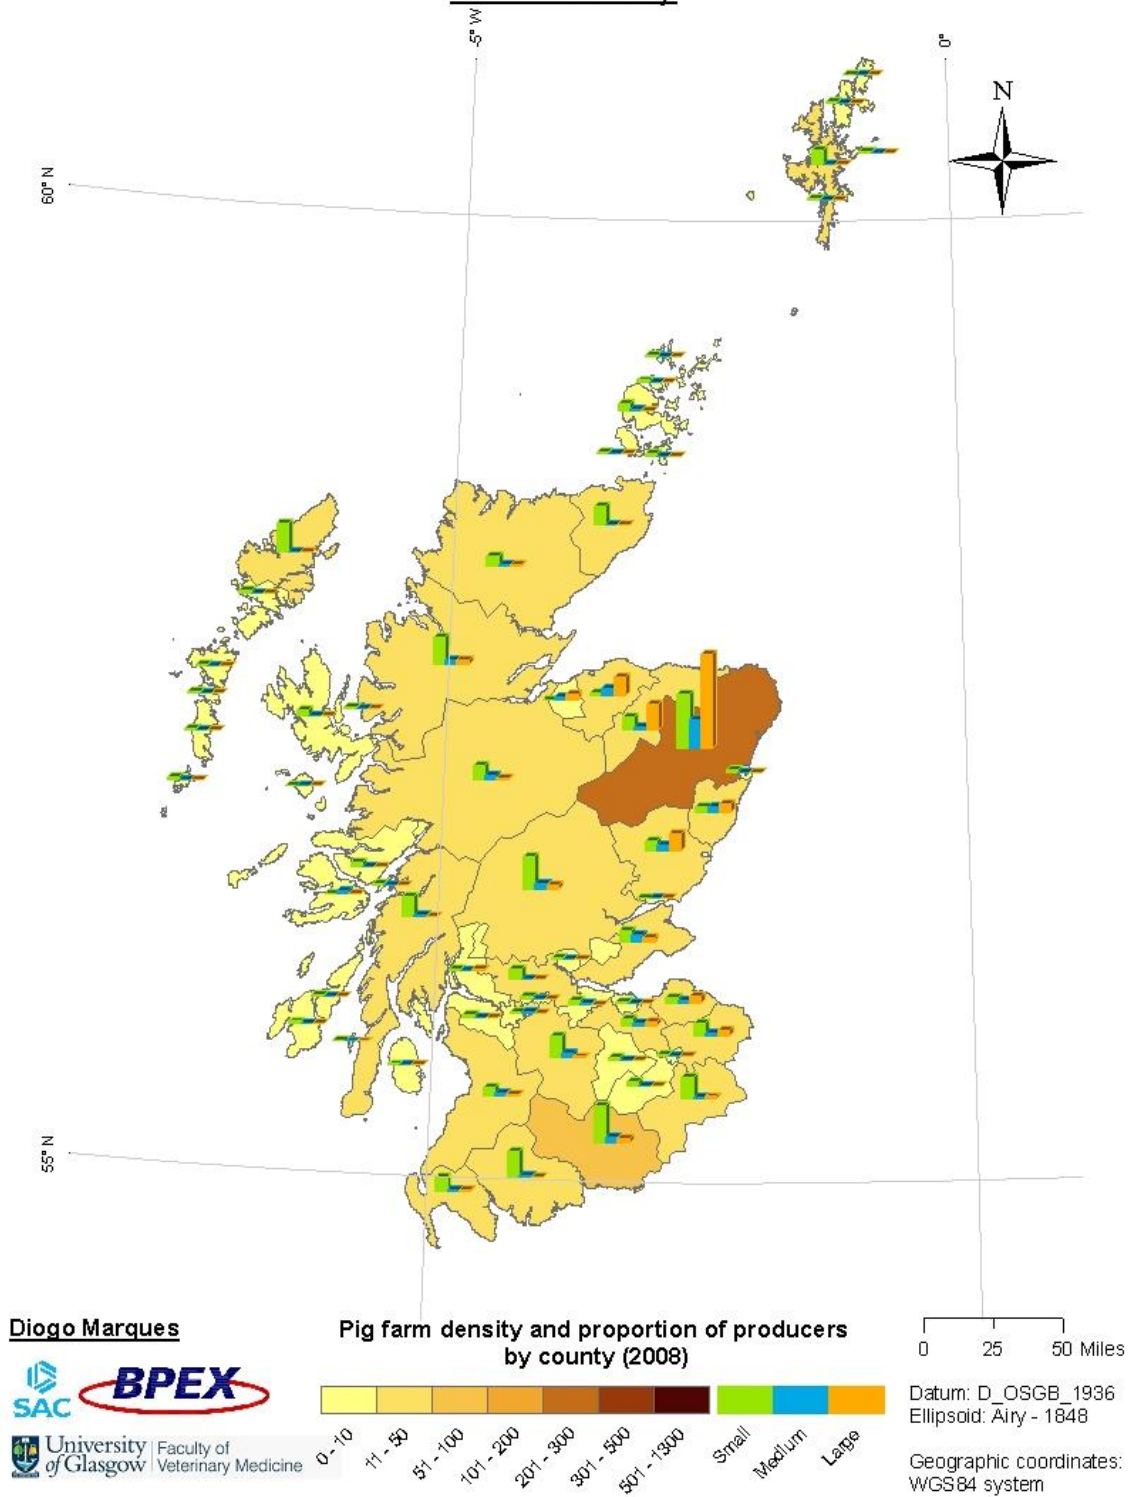 -5° W
0°
N
60° N
55° N
Diogo Marques
SAC
BPEX
University of Glasgow
Faculty of Veterinary Medicine
Pig farm density and proportion of producers
by county (2008)
0 - 10
11 - 50
51 - 100
101 - 200
201 - 300
301 - 500
501 - 1300
Small
Medium
Large
0 25 50 Miles
Datum: D_OSGB_1936
Ellipsoid: Airy - 1848
Geographic coordinates:
WGS84 system